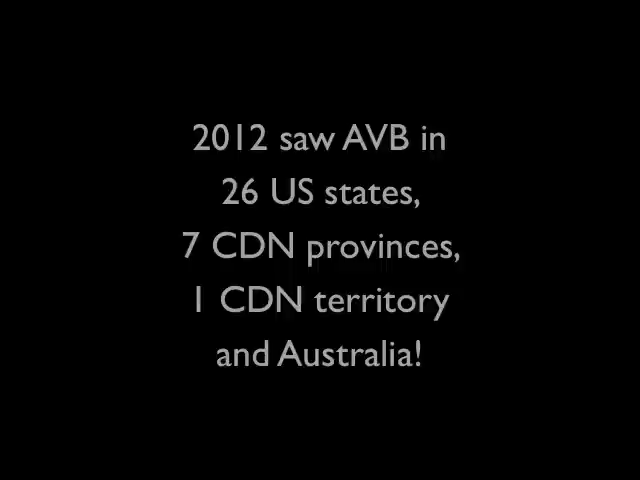 2012 saw AVB in
26 US states,
7 CDN provinces,
1 CDN territory
and Australia!